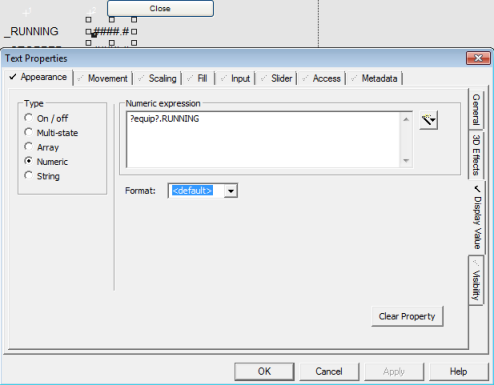 Close
_RUNNING
####.#
Text Properties
Appearance
Movement
Scaling
Fill
Input
Slider
Access
Metadata
Type
On / off
Multi-state
Array
Numeric
String
Numeric expression
?equip?.RUNNING
Format:
<default>
General
3D Effects
Display Value
Visibility
Clear Property
OK
Cancel
Apply
Help